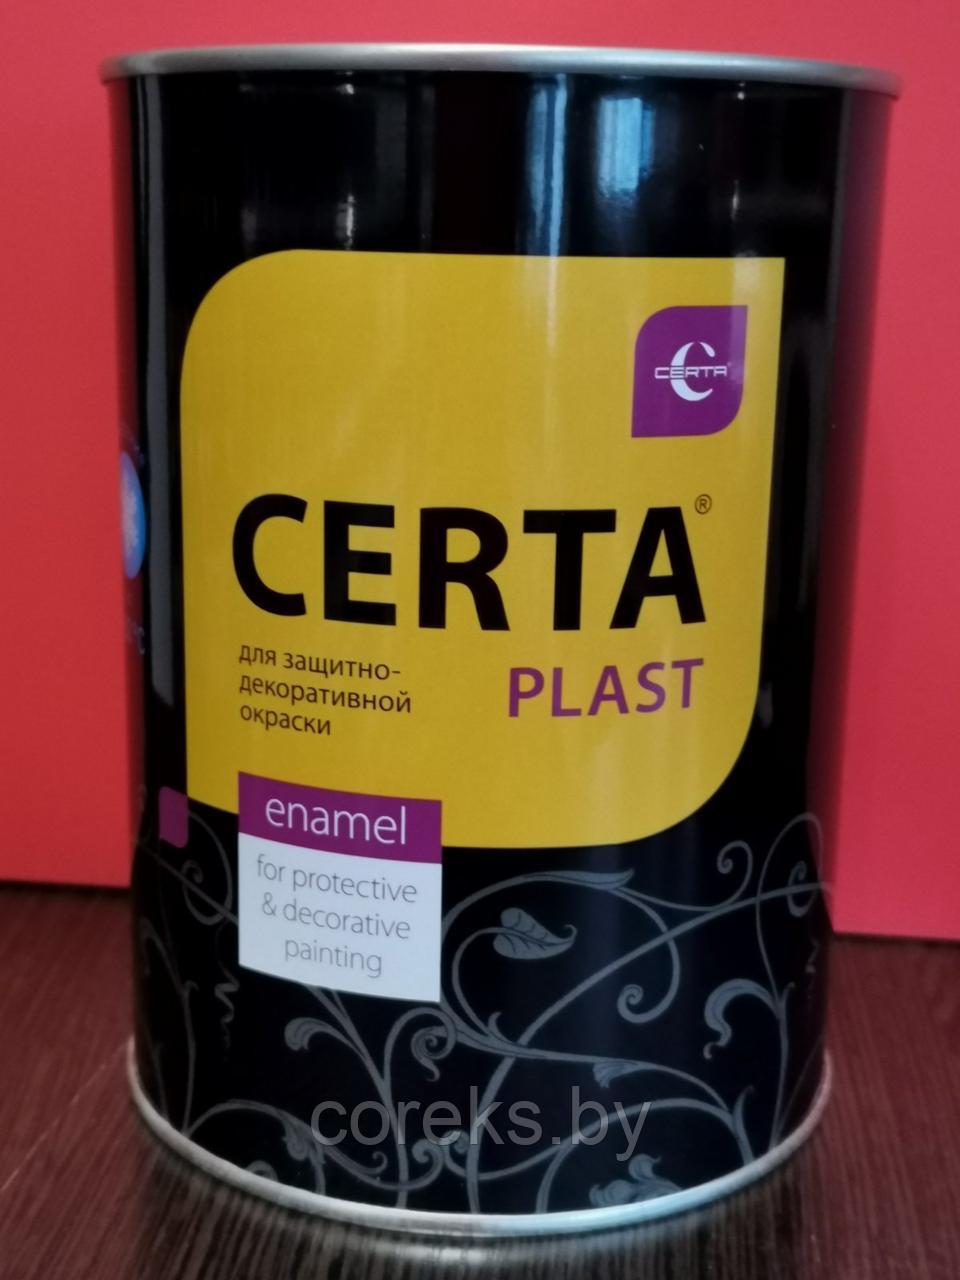 CERTA®
CERTA®
для защитно-
декоративной
окраски
PLAST
enamel
for protective
& decorative
painting
coreks.by